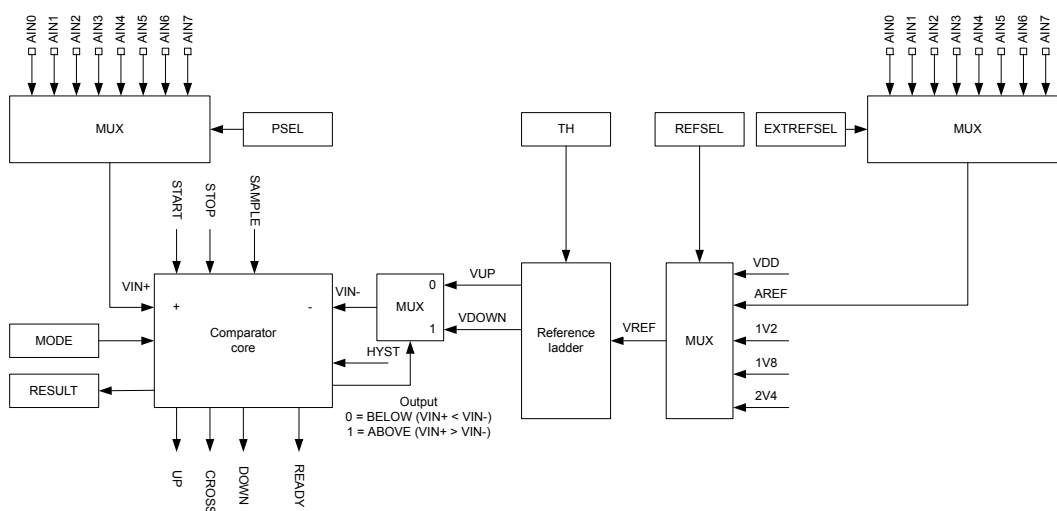 AIN0
AIN1
AIN2
AIN3
AIN4
AIN5
AIN6
AIN7
AIN0
AIN1
AIN2
AIN3
AIN4
AIN5
AIN6
AIN7
MUX
PSEL
TH
REFSEL
EXTREFSEL
MUX
START
STOP
SAMPLE
VIN+
+
-
VIN-
Comparator
core
MODE
RESULT
HYST
0
MUX
1
VUP
VDOWN
Reference
ladder
VREF
MUX
VDD
AREF
1V2
1V8
2V4
Output
0 = BELOW (VIN+ < VIN-)
1 = ABOVE (VIN+ > VIN-)
UP
CROSS
DOWN
READY